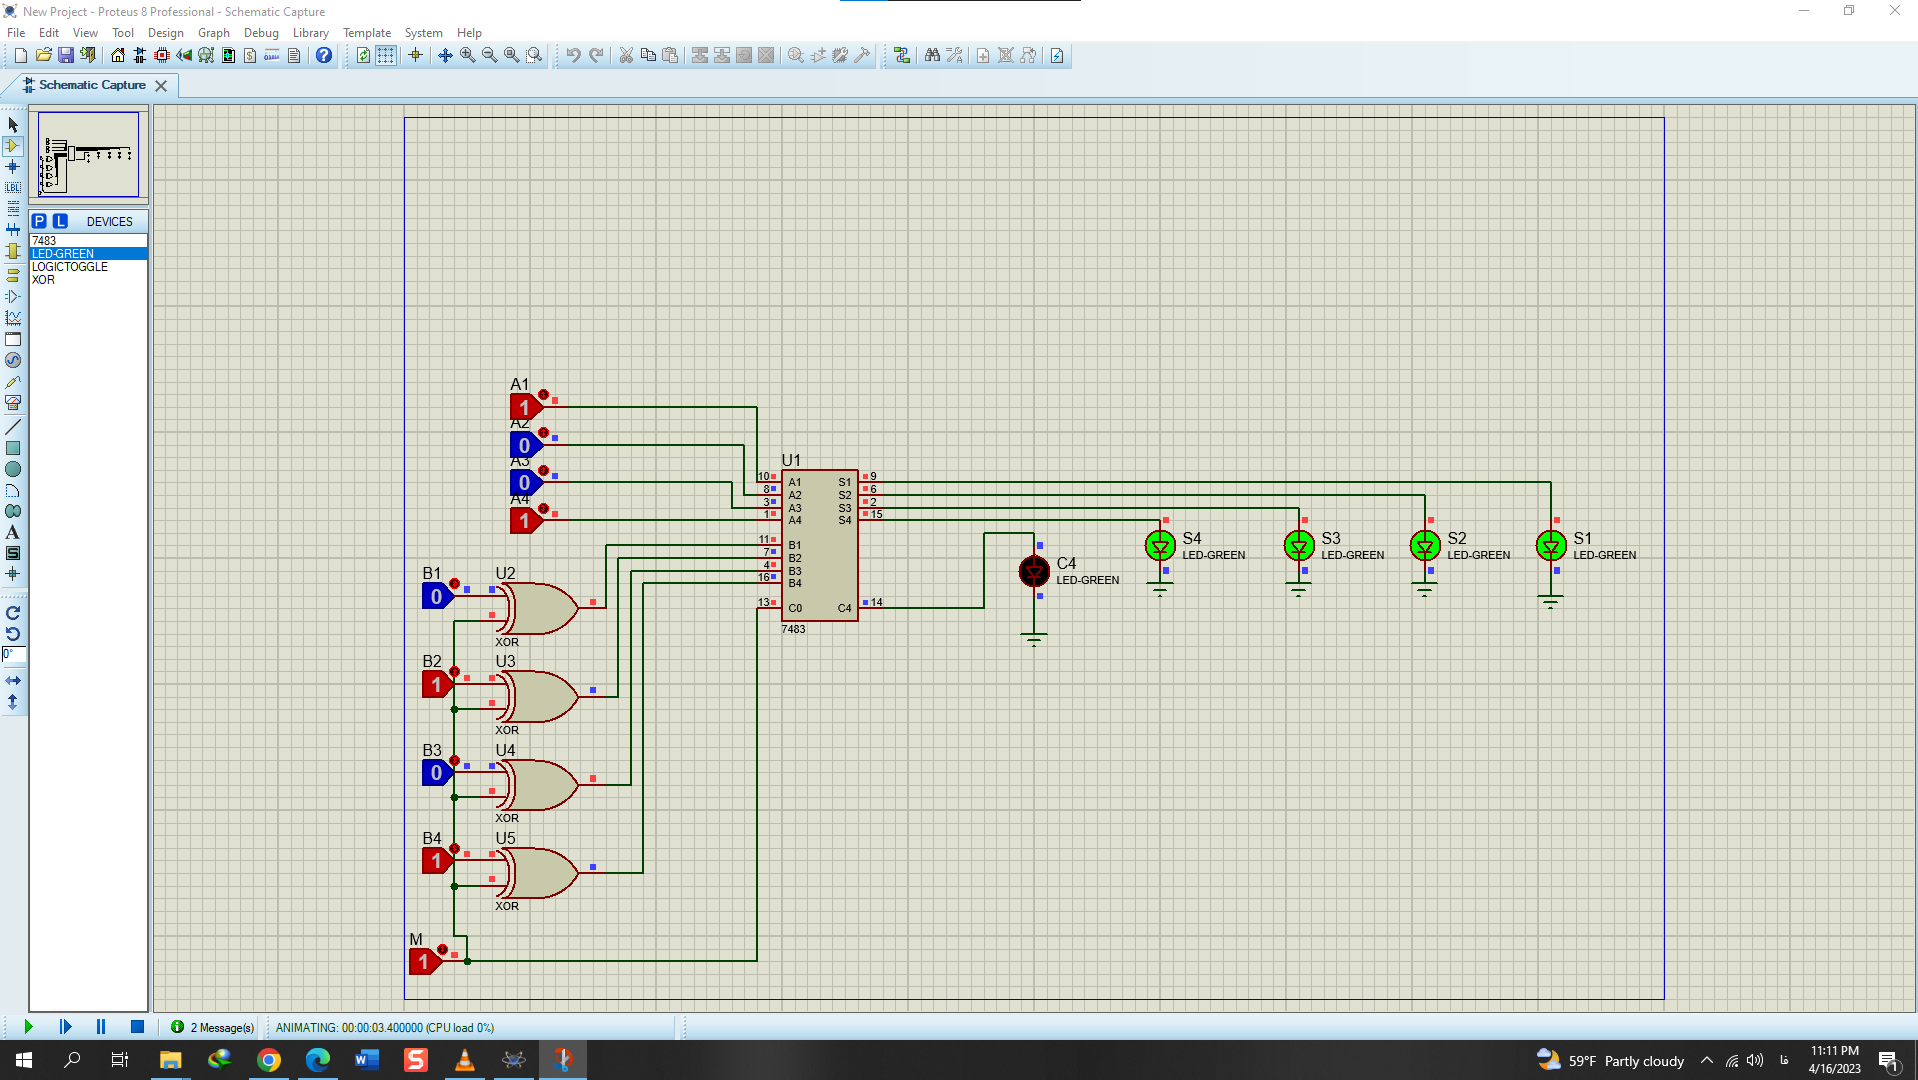 New Project - Proteus 8 Professional - Schematic Capture
File Edit View Tool Design Graph Debug Library Template System Help
Schematic Capture
P L DEVICES
7483
LED-GREEN
LOGICTOGGLE
XOR
LBL
A
S
0°
A1
1
A2
0
A3
0
A4
1
U1
10 A1 S1 9
8 A2 S2 6
3 A3 S3 2
1 A4 S4 15
11 B1
7 B2
4 B3
16 B4
13 C0 C4 14
7483
C4
LED-GREEN
S4
LED-GREEN
S3
LED-GREEN
S2
LED-GREEN
S1
LED-GREEN
B1 U2
0
XOR
B2 U3
1
XOR
B3 U4
0
XOR
B4 U5
1
XOR
M
1
2 Message(s) ANIMATING: 00:00:03.400000 (CPU load 0%)
59°F Partly cloudy
فا
11:11 PM
4/16/2023
1